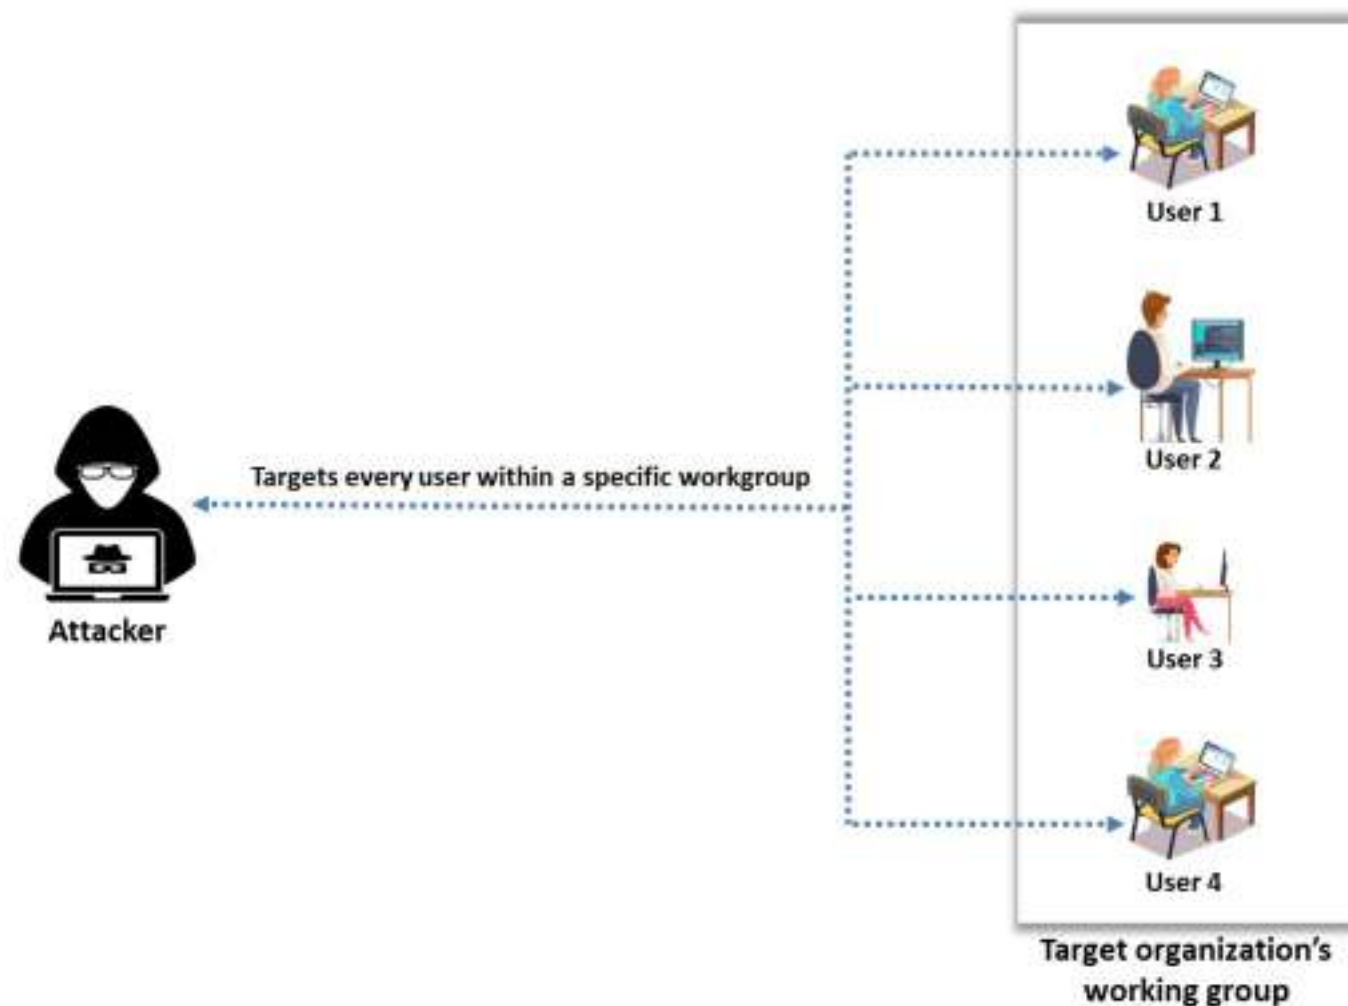 User 1
User 2
Targets every user within a specific workgroup
Attacker
User 3
User 4
Target organization's
working group